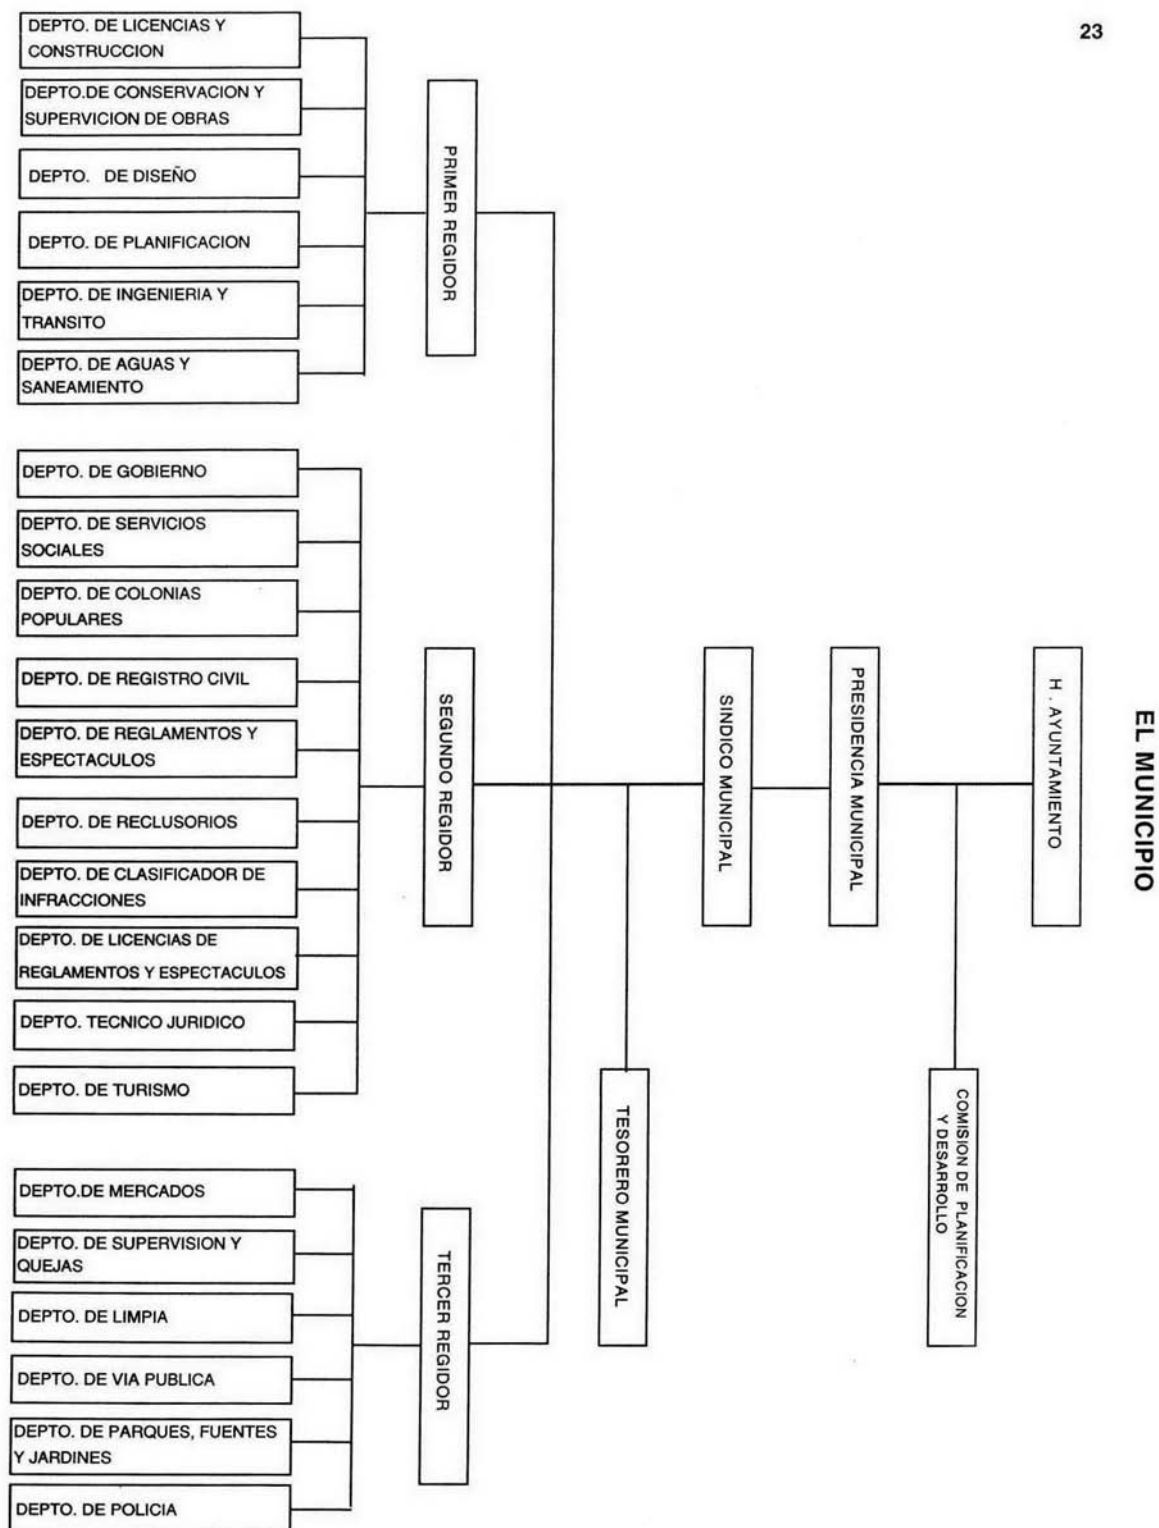 23
EL MUNICIPIO
H . AYUNTAMIENTO
COMISION DE PLANIFICACION
Y DESARROLLO
PRESIDENCIA MUNICIPAL
SINDICO MUNICIPAL
TESORERO MUNICIPAL
PRIMER REGIDOR
DEPTO. DE LICENCIAS Y
CONSTRUCCION
DEPTO.DE CONSERVACION Y
SUPERVICION DE OBRAS
DEPTO. DE DISEÑO
DEPTO. DE PLANIFICACION
DEPTO. DE INGENIERIA Y
TRANSITO
DEPTO. DE AGUAS Y
SANEAMIENTO
SEGUNDO REGIDOR
DEPTO. DE GOBIERNO
DEPTO. DE SERVICIOS
SOCIALES
DEPTO. DE COLONIAS
POPULARES
DEPTO. DE REGISTRO CIVIL
DEPTO. DE REGLAMENTOS Y
ESPECTACULOS
DEPTO. DE RECLUSORIOS
DEPTO. DE CLASIFICADOR DE
INFRACCIONES
DEPTO. DE LICENCIAS DE
REGLAMENTOS Y ESPECTACULOS
DEPTO. TECNICO JURIDICO
DEPTO. DE TURISMO
TERCER REGIDOR
DEPTO.DE MERCADOS
DEPTO. DE SUPERVISION Y
QUEJAS
DEPTO. DE LIMPIA
DEPTO. DE VIA PUBLICA
DEPTO. DE PARQUES, FUENTES
Y JARDINES
DEPTO. DE POLICIA